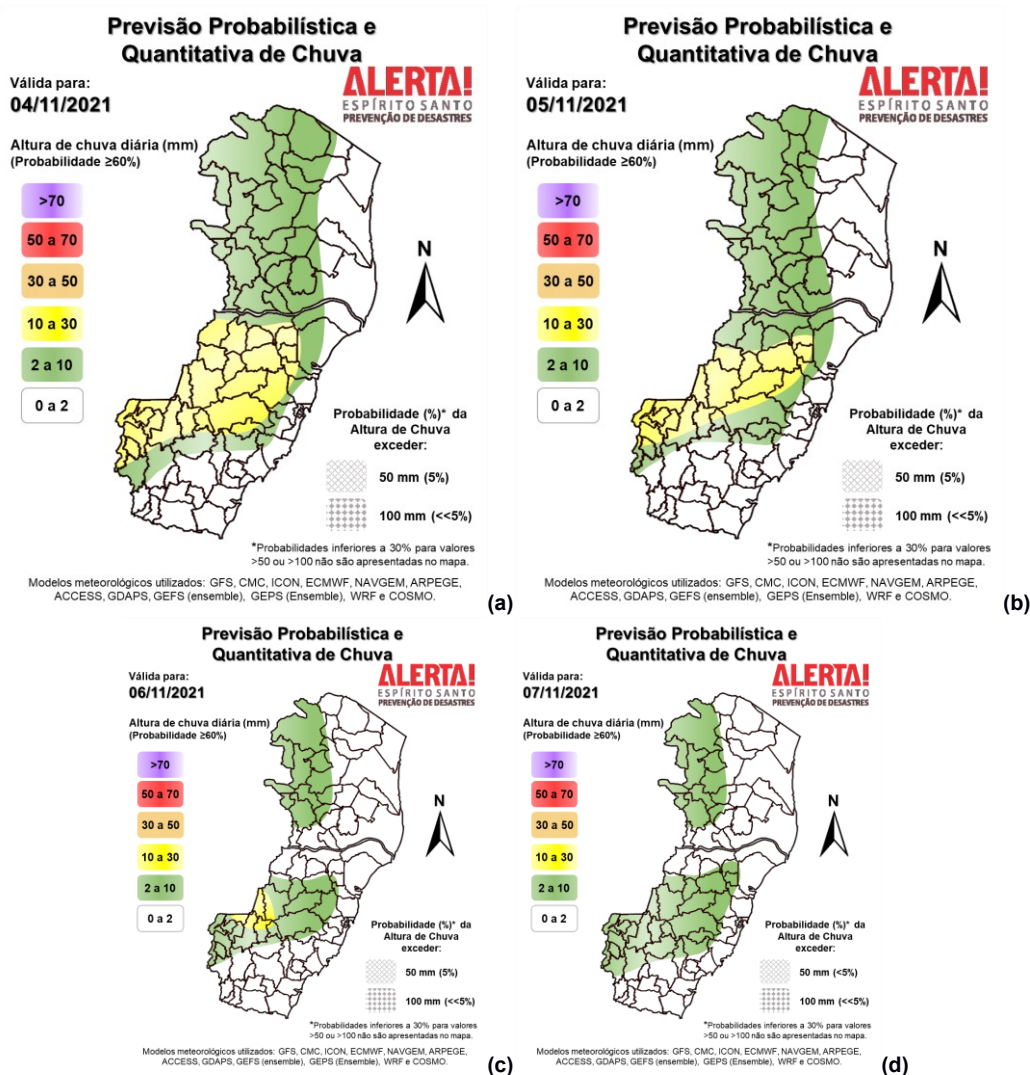 Previsão Probabilística e
Quantitativa de Chuva
Válida para:
04/11/2021
ALERTA!
ESPÍRITO SANTO
PREVENÇÃO DE DESASTRES
Altura de chuva diária (mm)
(Probabilidade ≥60%)
>70
50 a 70
30 a 50
10 a 30
2 a 10
0 a 2
N
Probabilidade (%)* da
Altura de Chuva
exceder:
50 mm (5%)
100 mm (<<5%)
*Probabilidades inferiores a 30% para valores
>50 ou >100 não são apresentadas no mapa.
Modelos meteorológicos utilizados: GFS, CMC, ICON, ECMWF, NAVGEM, ARPEGE,
ACCESS, GDAPS, GEFS (ensemble), GEPS (Ensemble), WRF e COSMO.
(a)
Previsão Probabilística e
Quantitativa de Chuva
Válida para:
05/11/2021
ALERTA!
ESPÍRITO SANTO
PREVENÇÃO DE DESASTRES
Altura de chuva diária (mm)
(Probabilidade ≥60%)
>70
50 a 70
30 a 50
10 a 30
2 a 10
0 a 2
N
Probabilidade (%)* da
Altura de Chuva
exceder:
50 mm (5%)
100 mm (<<5%)
*Probabilidades inferiores a 30% para valores
>50 ou >100 não são apresentadas no mapa.
Modelos meteorológicos utilizados: GFS, CMC, ICON, ECMWF, NAVGEM, ARPEGE,
ACCESS, GDAPS, GEFS (ensemble), GEPS (Ensemble), WRF e COSMO.
(b)
Previsão Probabilística e
Quantitativa de Chuva
Válida para:
06/11/2021
ALERTA!
ESPÍRITO SANTO
PREVENÇÃO DE DESASTRES
Altura de chuva diária (mm)
(Probabilidade ≥60%)
>70
50 a 70
30 a 50
10 a 30
2 a 10
0 a 2
N
Probabilidade (%)* da
Altura de Chuva
exceder:
50 mm (5%)
100 mm (<<5%)
*Probabilidades inferiores a 30% para valores
>50 ou >100 não são apresentadas no mapa.
Modelos meteorológicos utilizados: GFS, CMC, ICON, ECMWF, NAVGEM, ARPEGE,
ACCESS, GDAPS, GEFS (ensemble), GEPS (Ensemble), WRF e COSMO.
(c)
Previsão Probabilística e
Quantitativa de Chuva
Válida para:
07/11/2021
ALERTA!
ESPÍRITO SANTO
PREVENÇÃO DE DESASTRES
Altura de chuva diária (mm)
(Probabilidade ≥60%)
>70
50 a 70
30 a 50
10 a 30
2 a 10
0 a 2
N
Probabilidade (%)* da
Altura de Chuva
exceder:
50 mm (<5%)
100 mm (<<5%)
*Probabilidades inferiores a 30% para valores
>50 ou >100 não são apresentadas no mapa.
Modelos meteorológicos utilizados: GFS, CMC, ICON, ECMWF, NAVGEM, ARPEGE,
ACCESS, GDAPS, GEFS (ensemble), GEPS (Ensemble), WRF e COSMO.
(d)